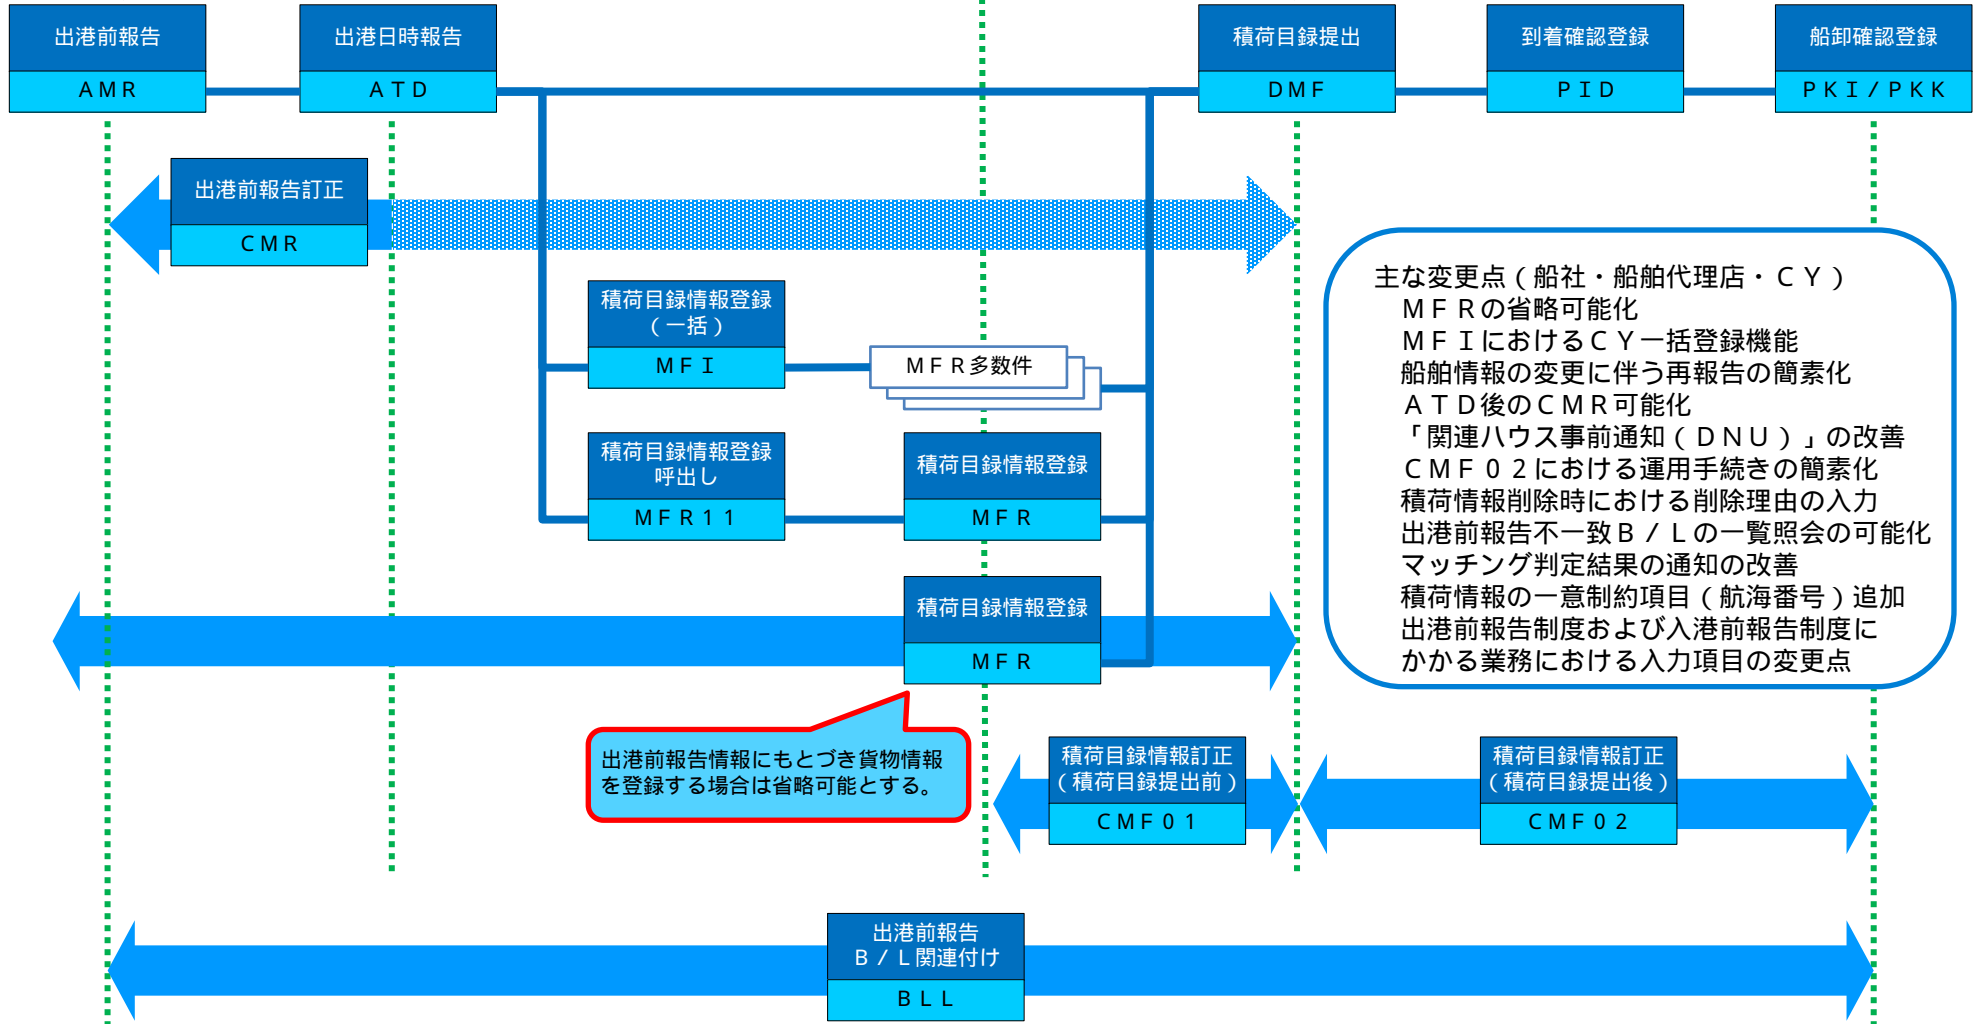 出港前報告
ＡＭＲ
出港日時報告
ＡＴＤ
積荷目録提出
ＤＭＦ
到着確認登録
ＰＩＤ
船卸確認登録
ＰＫＩ/ＰＫＫ
出港前報告訂正
ＣＭＲ
積荷目録情報登録
（一括）
ＭＦＩ
ＭＦＲ多数件
積荷目録情報登録
呼出し
ＭＦＲ１１
積荷目録情報登録
ＭＦＲ
積荷目録情報登録
ＭＦＲ
主な変更点（船社・船舶代理店・ＣＹ）
ＭＦＲの省略可能化
ＭＦＩにおけるＣＹ一括登録機能
船舶情報の変更に伴う再報告の簡素化
ＡＴＤ後のＣＭＲ可能化
「関連ハウス事前通知（ＤＮＵ）」の改善
ＣＭＦ０２における運用手続きの簡素化
積荷情報削除時における削除理由の入力
出港前報告不一致Ｂ／Ｌの一覧照会の可能化
マッチング判定結果の通知の改善
積荷情報の一意制約項目（航海番号）追加
出港前報告制度および入港前報告制度に
かかる業務における入力項目の変更点
出港前報告情報にもとづき貨物情報
を登録する場合は省略可能とする。
積荷目録情報訂正
（積荷目録提出前）
ＣＭＦ０１
積荷目録情報訂正
（積荷目録提出後）
ＣＭＦ０２
出港前報告
Ｂ／Ｌ関連付け
ＢＬＬ